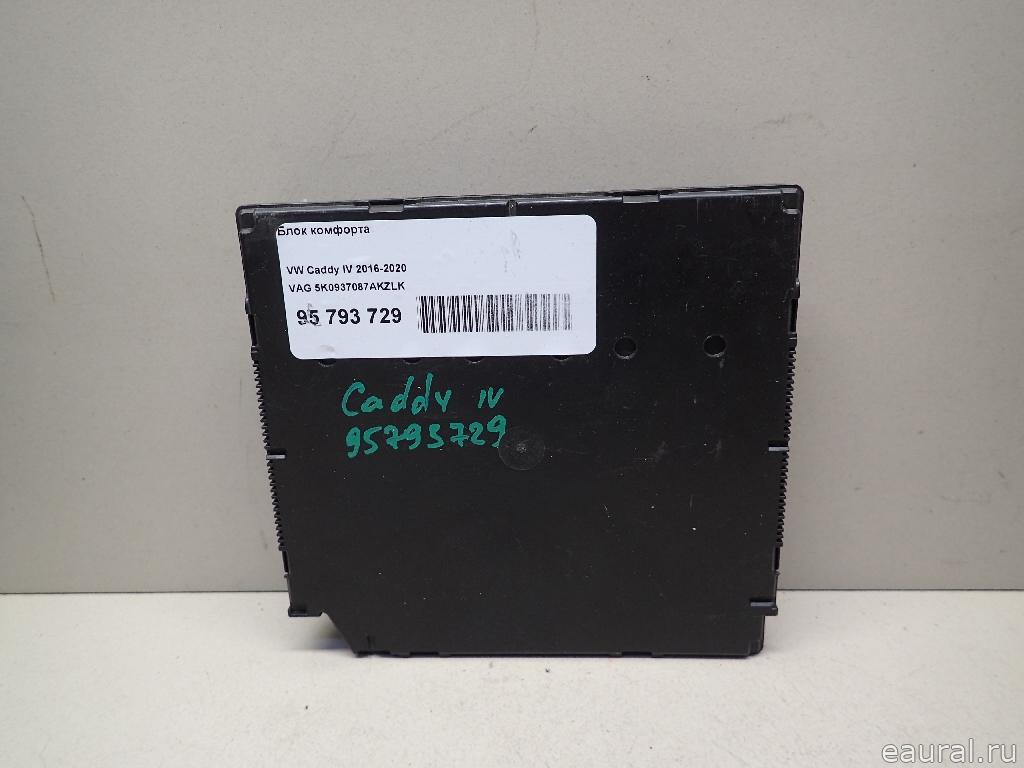 Блок комфорта
VW Caddy IV 2016-2020
VAG 5K0937087AKZLK
95 793 729
Caddy IV
95793729
eaural.ru